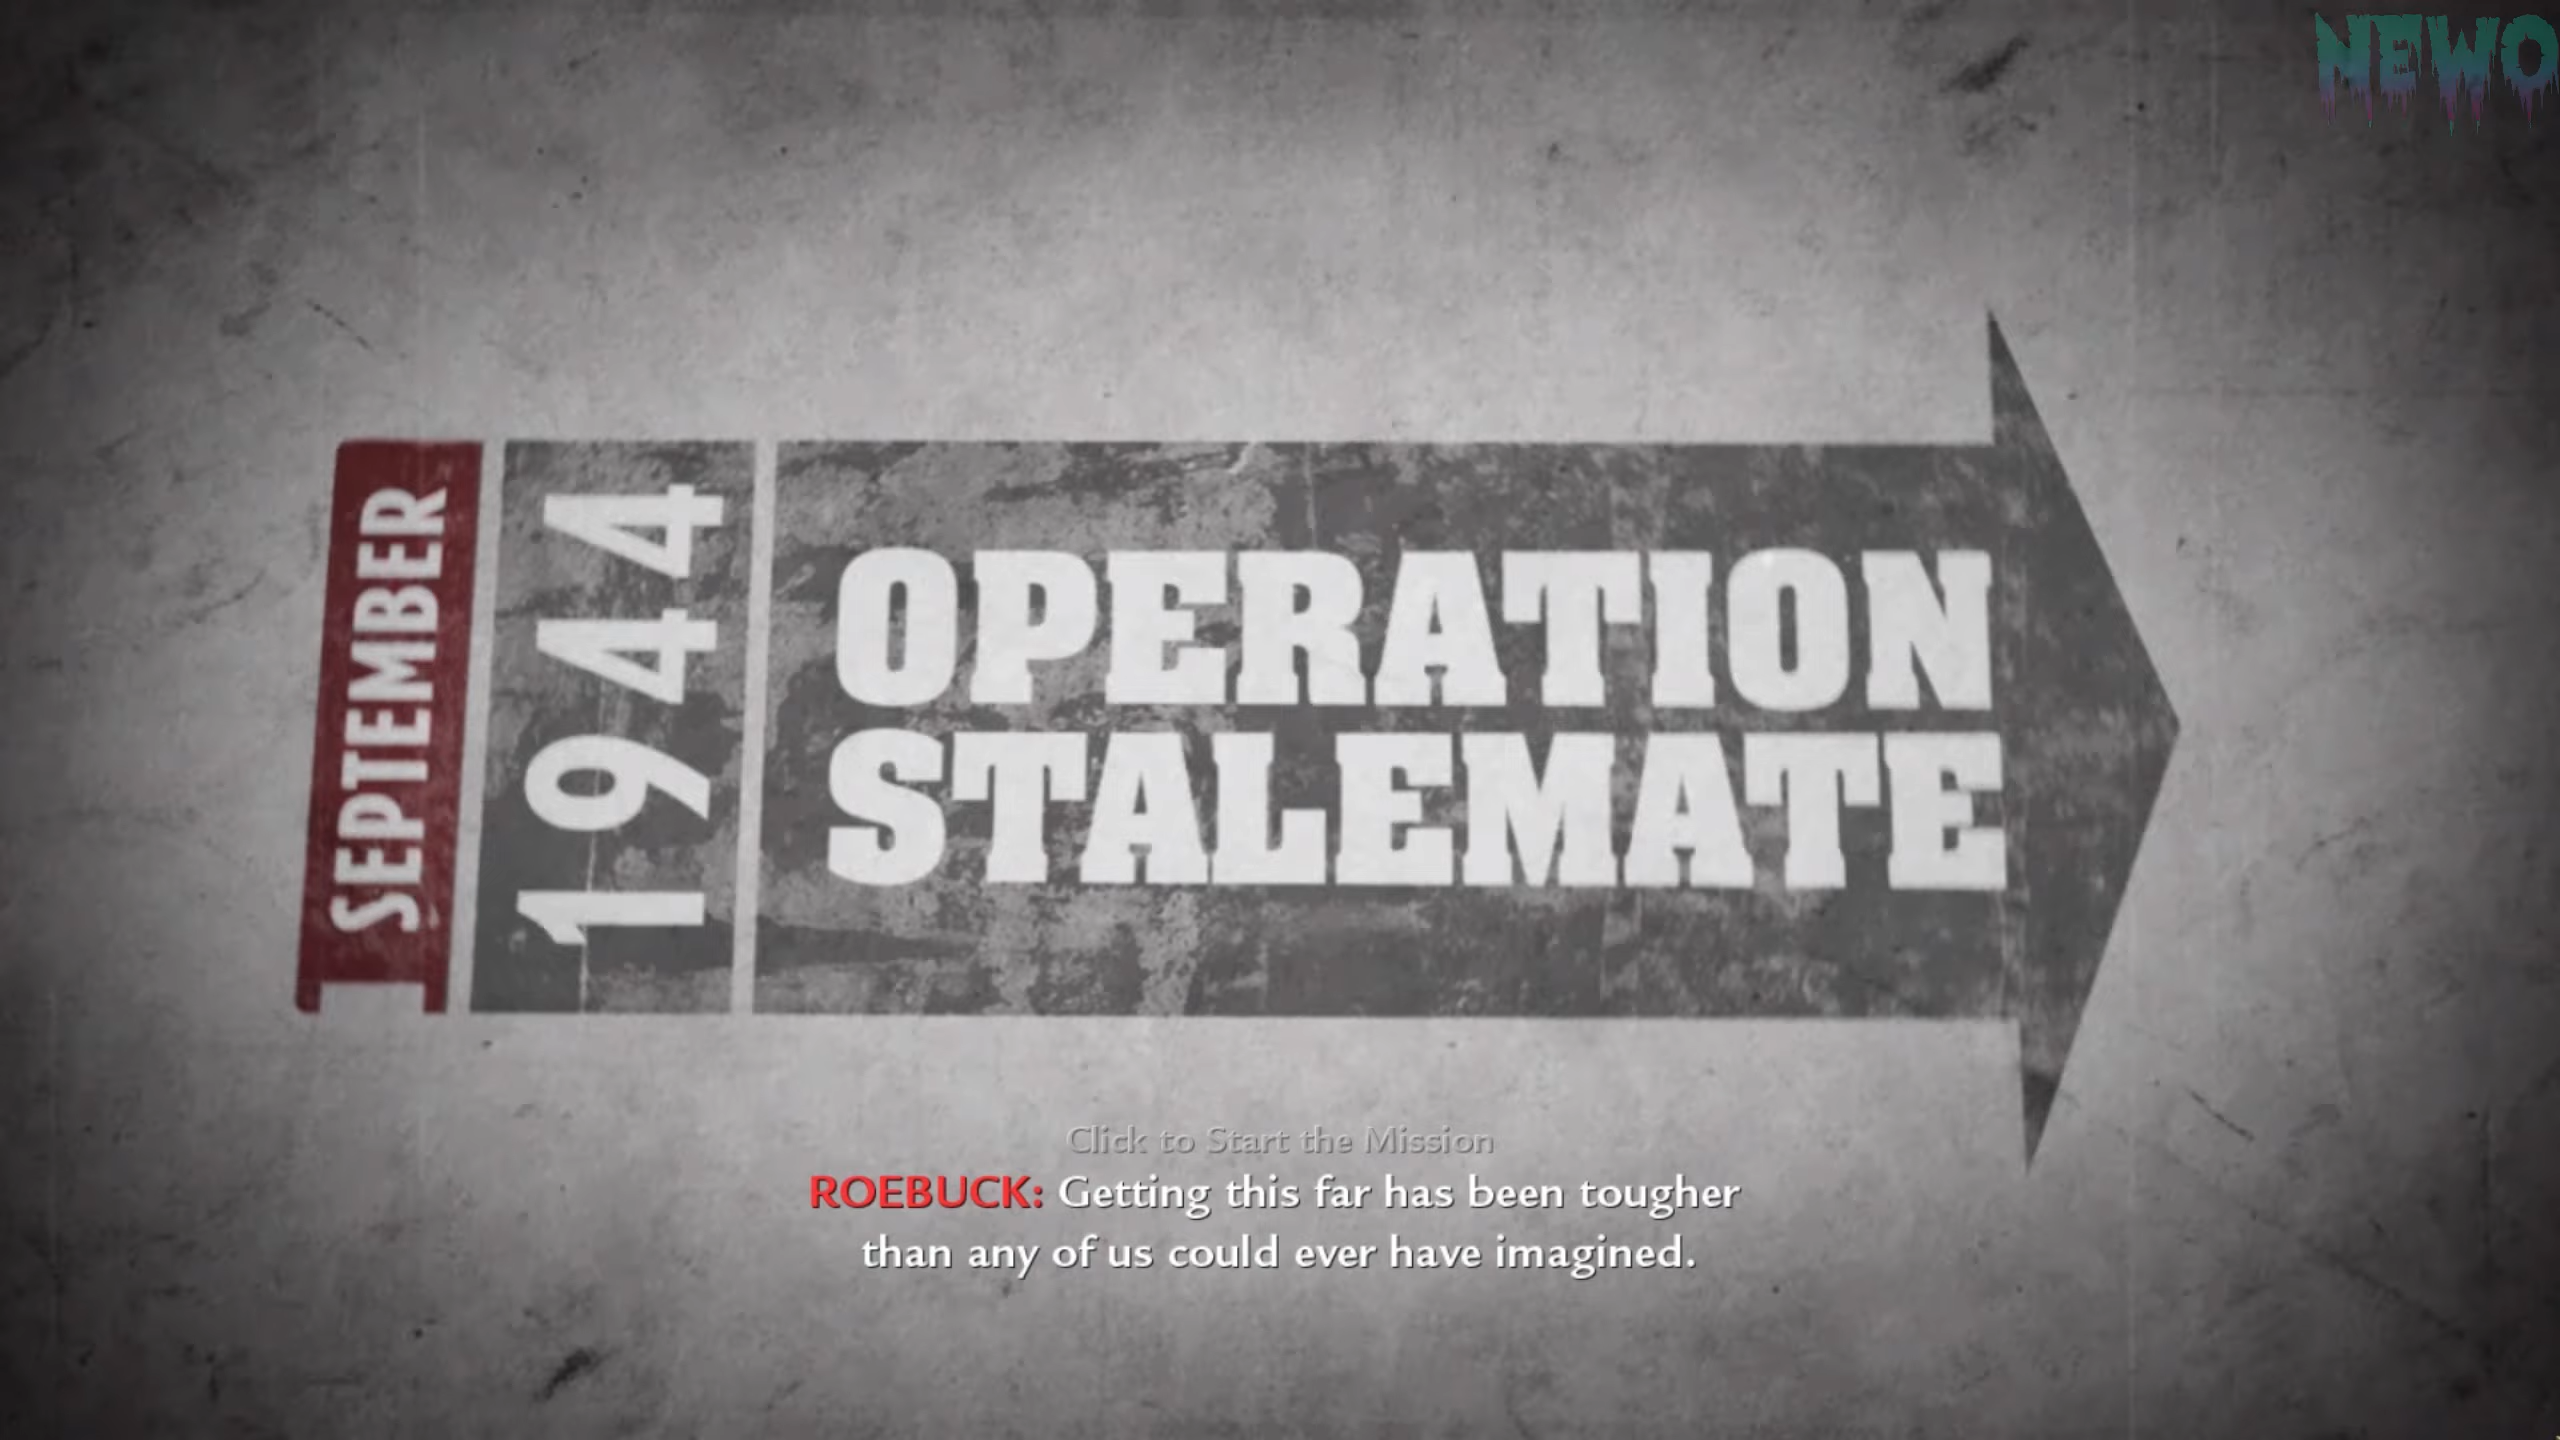 NEWO
SEPTEMBER
1944
OPERATION
STALEMATE
Click to Start the Mission
ROEBUCK: Getting this far has been tougher
than any of us could ever have imagined.